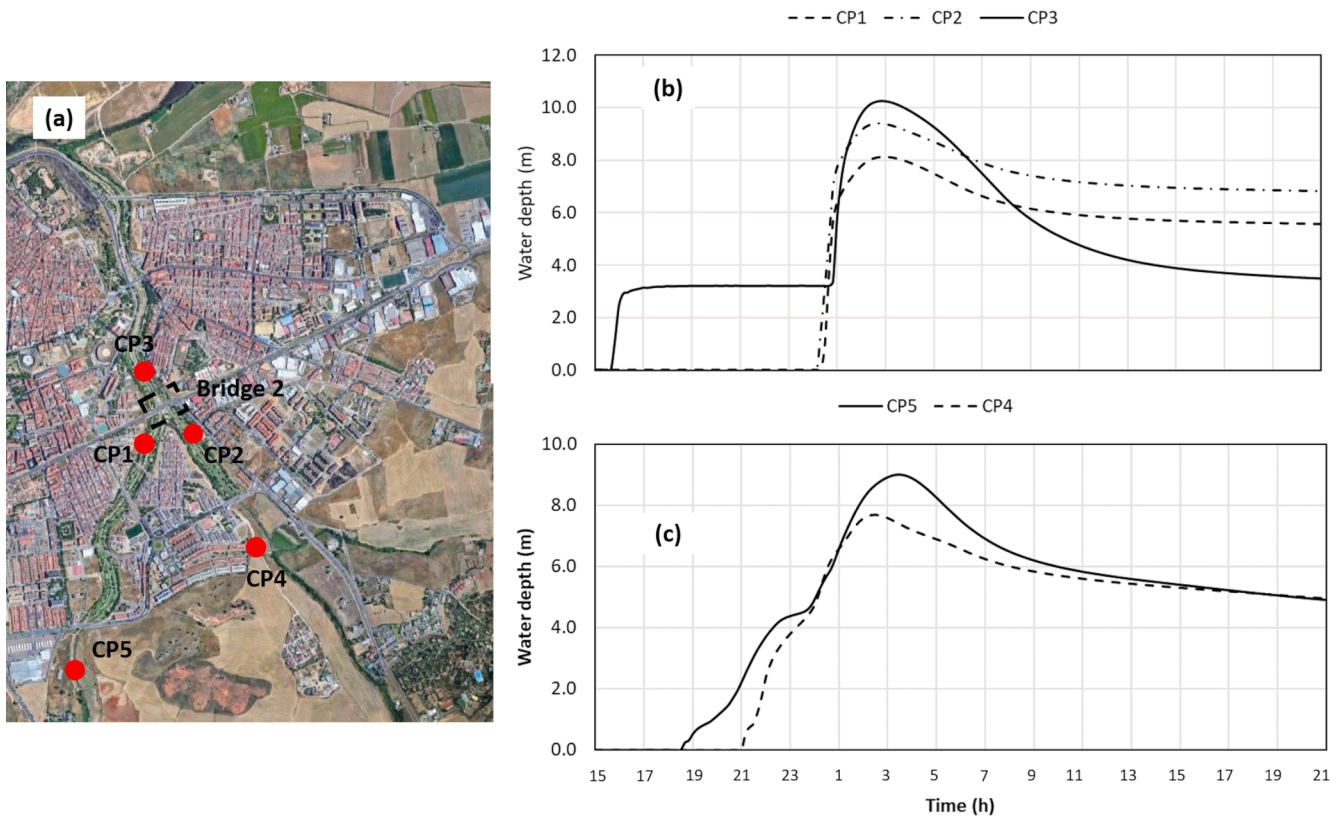 (a)
CP3
Bridge 2
CP1
CP2
CP4
CP5
CP1 CP2 CP3
(b)
Water depth (m)
12.0
10.0
8.0
6.0
4.0
2.0
0.0
CP5 CP4
(c)
Water depth (m)
10.0
8.0
6.0
4.0
2.0
0.0
15 17 19 21 23 1 3 5 7 9 11 13 15 17 19 21
Time (h)